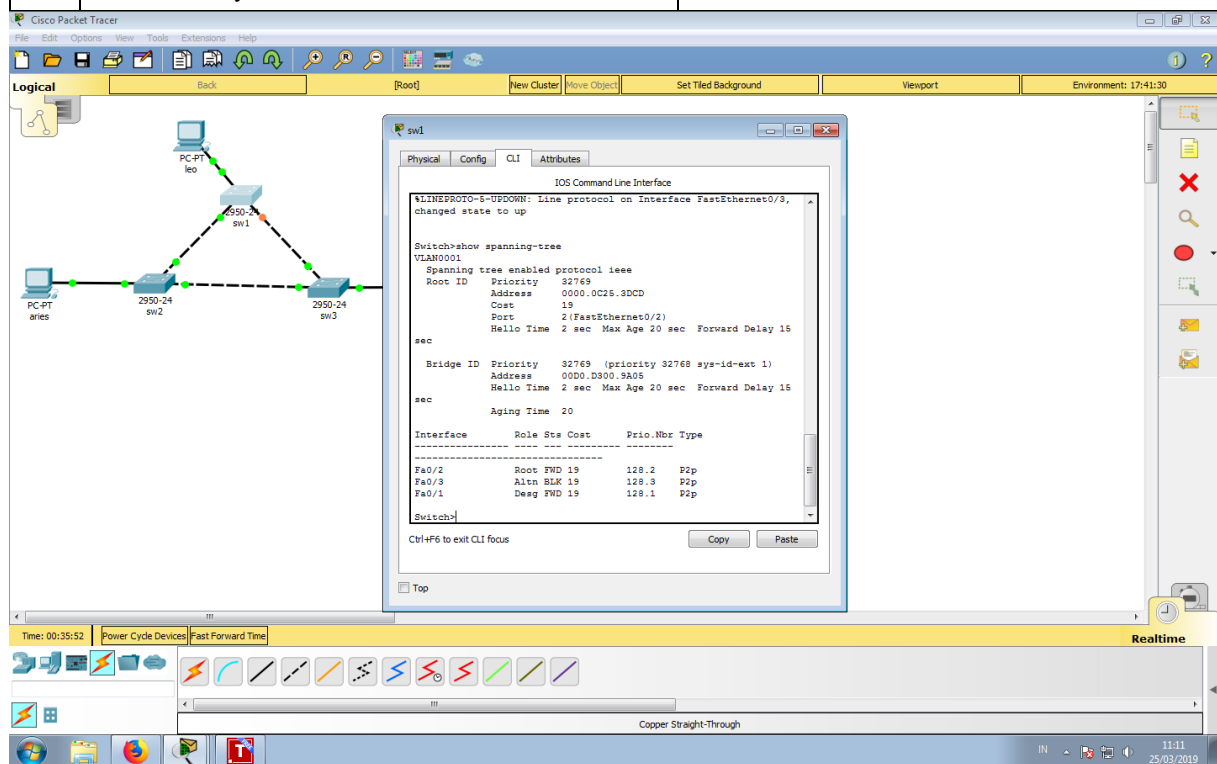 Cisco Packet Tracer
File Edit Options View Tools Extensions Help
Logical
Back
[Root]
New Cluster
Move Object
Set Tiled Background
Viewport
Environment: 17:41:30
PC-PT
leo
2950-24
sw1
PC-PT
aries
2950-24
sw2
2950-24
sw3
sw1
Physical Config CLI Attributes
IOS Command Line Interface
%LINEPROTO-5-UPDOWN: Line protocol on Interface FastEthernet0/3,
changed state to up
Switch>show spanning-tree
VLAN0001
Spanning tree enabled protocol ieee
Root ID Priority 32769
Address 0000.0C25.3DCD
Cost 19
Port 2(FastEthernet0/2)
Hello Time 2 sec Max Age 20 sec Forward Delay 15
sec
Bridge ID Priority 32769 (priority 32768 sys-id-ext 1)
Address 00D0.D300.9A05
Hello Time 2 sec Max Age 20 sec Forward Delay 15
sec
Aging Time 20
Interface Role Sts Cost Prio.Nbr Type
---------------- ---- --- --------- --------
--------------------------------
Fa0/2 Root FWD 19 128.2 P2p
Fa0/3 Altn BLK 19 128.3 P2p
Fa0/1 Desg FWD 19 128.1 P2p
Switch>
Ctrl+F6 to exit CLI focus
Copy
Paste
Top
Time: 00:35:52
Power Cycle Devices
Fast Forward Time
Realtime
Copper Straight-Through
IN
11:11
25/03/2019